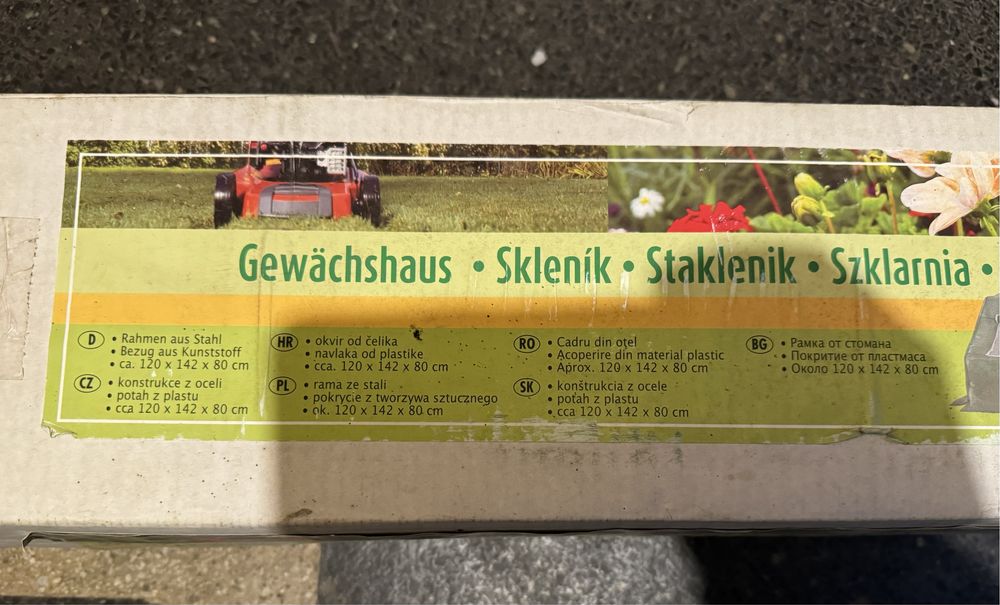 Gewächshaus • Skleník • Staklenik • Szklarnia •
D • Rahmen aus Stahl
• Bezug aus Kunststoff
• ca. 120 x 142 x 80 cm
CZ • konstrukce z oceli
• potah z plastu
• cca 120 x 142 x 80 cm
HR • okvir od čelika
• navlaka od plastike
• cca. 120 x 142 x 80 cm
PL • rama ze stali
• pokrycie z tworzywa sztucznego
• ok. 120 x 142 x 80 cm
RO • Cadru din oţel
• Acoperire din material plastic
• Aprox. 120 x 142 x 80 cm
SK • konštrukcia z ocele
• poťah z plastu
• cca 120 x 142 x 80 cm
BG • Рамка от стомана
• Покритие от пластмаса
• Около 120 x 142 x 80 cm